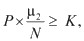 P × μ₂/N ≥ K,